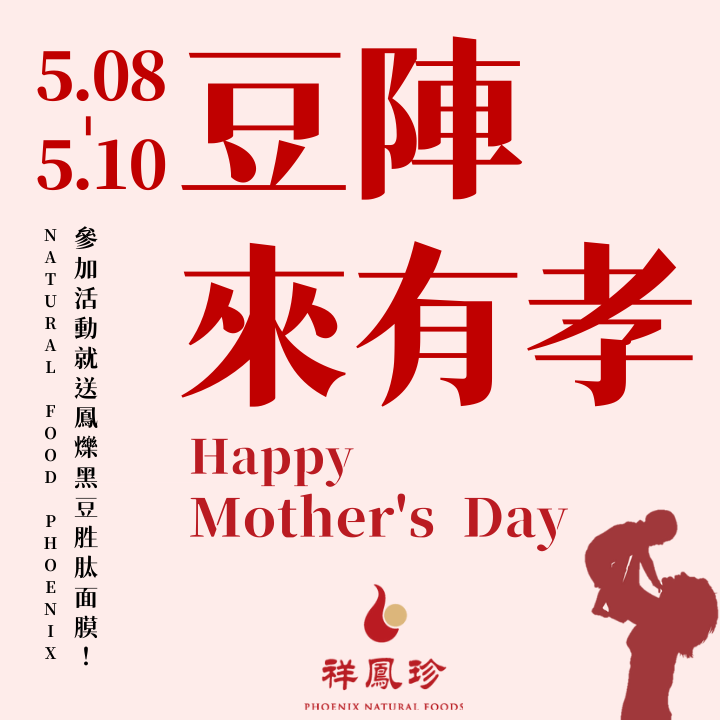 5.08
-
5.10
豆陣
來有孝
參加活動就送鳳爍黑豆胜肽面膜！
NATURAL FOOD PHOENIX
Happy
Mother's Day
祥鳳珍
PHOENIX NATURAL FOODS